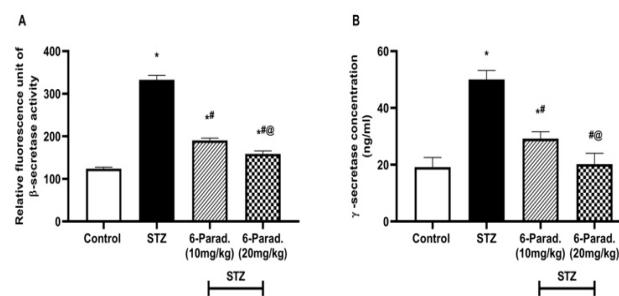 A
Relative fluorescence unit of
β-secretase activity
400
300
200
100
0
*
*#
*#@
Control
STZ
6-Parad.
(10mg/kg)
6-Parad.
(20mg/kg)
STZ
B
γ -secretase concentration
(ng/ml)
60
40
20
0
*
*#
#@
Control
STZ
6-Parad.
(10mg/kg)
6-Parad.
(20mg/kg)
STZ